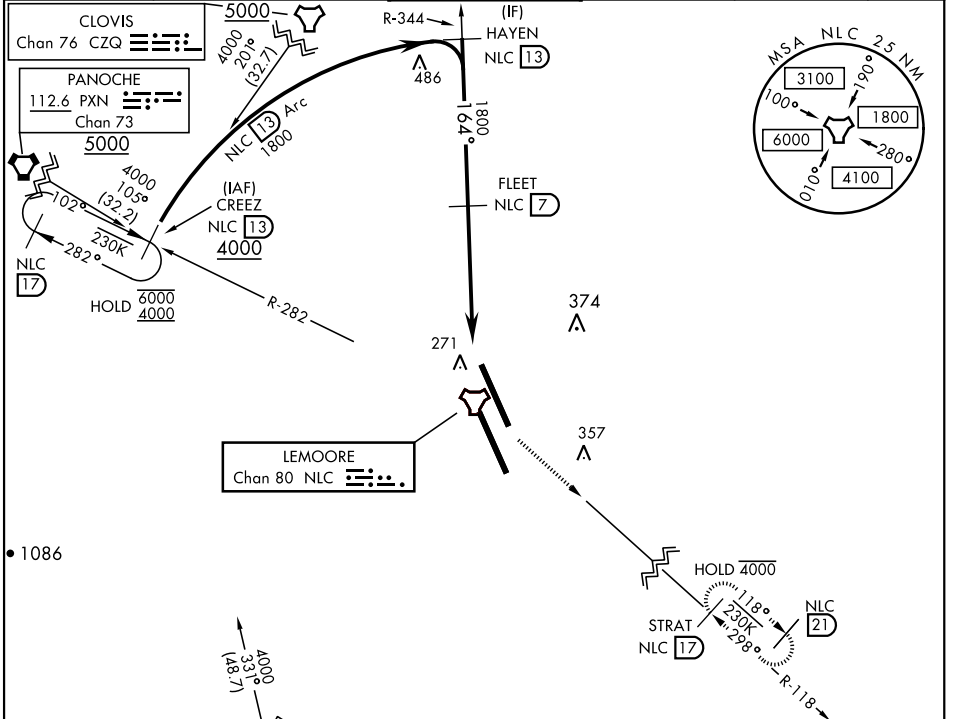 CLOVIS
Chan 76 CZQ
5000
4000
201°
(32.7)
R-344
(IF)
HAYEN
NLC 13
486
PANOCHE
112.6 PXN
Chan 73
5000
NLC 13 Arc
1800
1800
164°
MSA NLC 25 NM
3100
190°
100°
1800
6000
280°
010°
4100
4000
105°
(32.2)
102°
230K
282°
(IAF)
CREEZ
NLC 13
4000
FLEET
NLC 7
NLC
17
HOLD 6000
4000
R-282
374
271
LEMOORE
Chan 80 NLC
357
1086
HOLD 4000
118°
230K
298°
STRAT
NLC 17
NLC
21
R-118
4000
331°
(48.7)